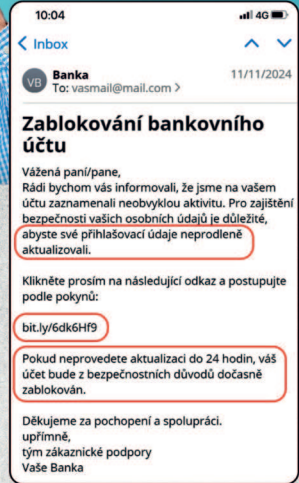 10:04
4G
Inbox
VB
Banka
11/11/2024
To: vasmail@mail.com >
Zablokování bankovního
účtu
Vážená paní/pane,
Rádi bychom vás informovali, že jsme na vašem
účtu zaznamenali neobvyklou aktivitu. Pro zajištění
bezpečnosti vašich osobních údajů je důležité,
abyste své přihlašovací údaje neprodleně
aktualizovali.
Klikněte prosím na následující odkaz a postupujte
podle pokynů:
bit.ly/6dk6Hf9
Pokud neprovedete aktualizaci do 24 hodin, váš
účet bude z bezpečnostních důvodů dočasně
zablokován.
Děkujeme za pochopení a spolupráci.
upřímně,
tým zákaznické podpory
Vaše Banka